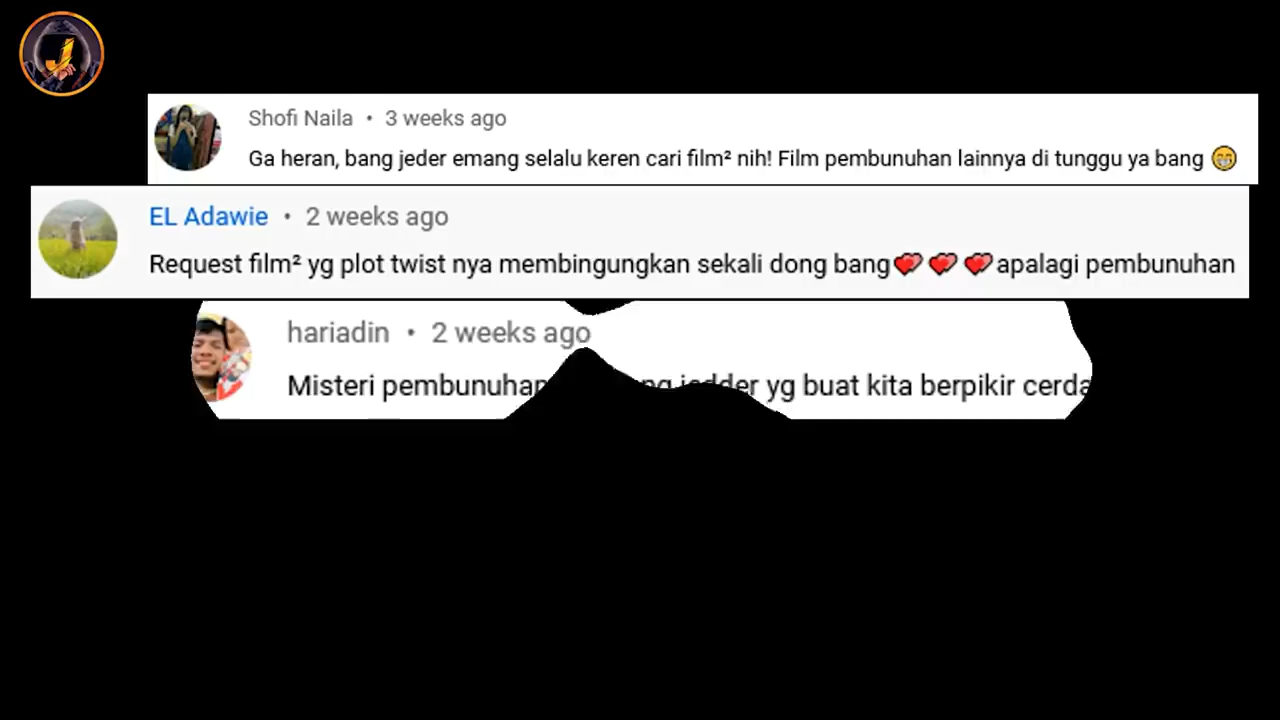 J
Shofi Naila • 3 weeks ago
Ga heran, bang jeder emang selalu keren cari film² nih! Film pembunuhan lainnya di tunggu ya bang 😁
EL Adawie • 2 weeks ago
Request film² yg plot twist nya membingungkan sekali dong bang💕💕💕apalagi pembunuhan
hariadin • 2 weeks ago
Misteri pembunuhan yg buat kita berpikir